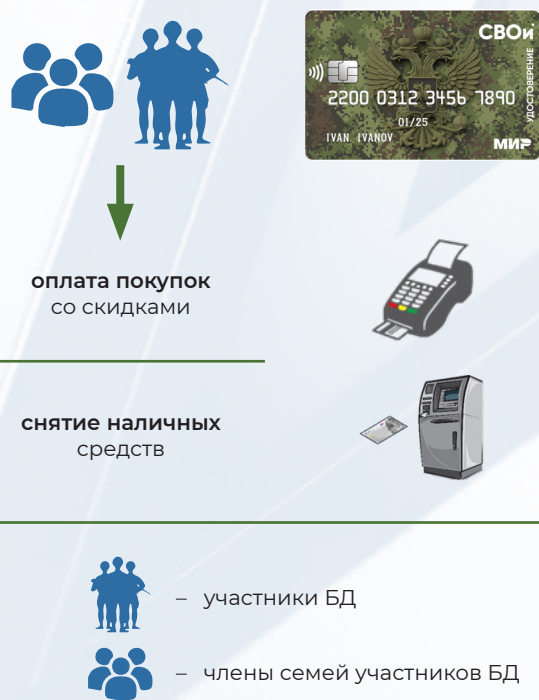 СВОи
УДОСТОВЕРЕНИЕ
2200 0312 3456 7890
01/25
IVAN IVANOV
МИР
оплата покупок
со скидками
снятие наличных
средств
– участники БД
– члены семей участников БД